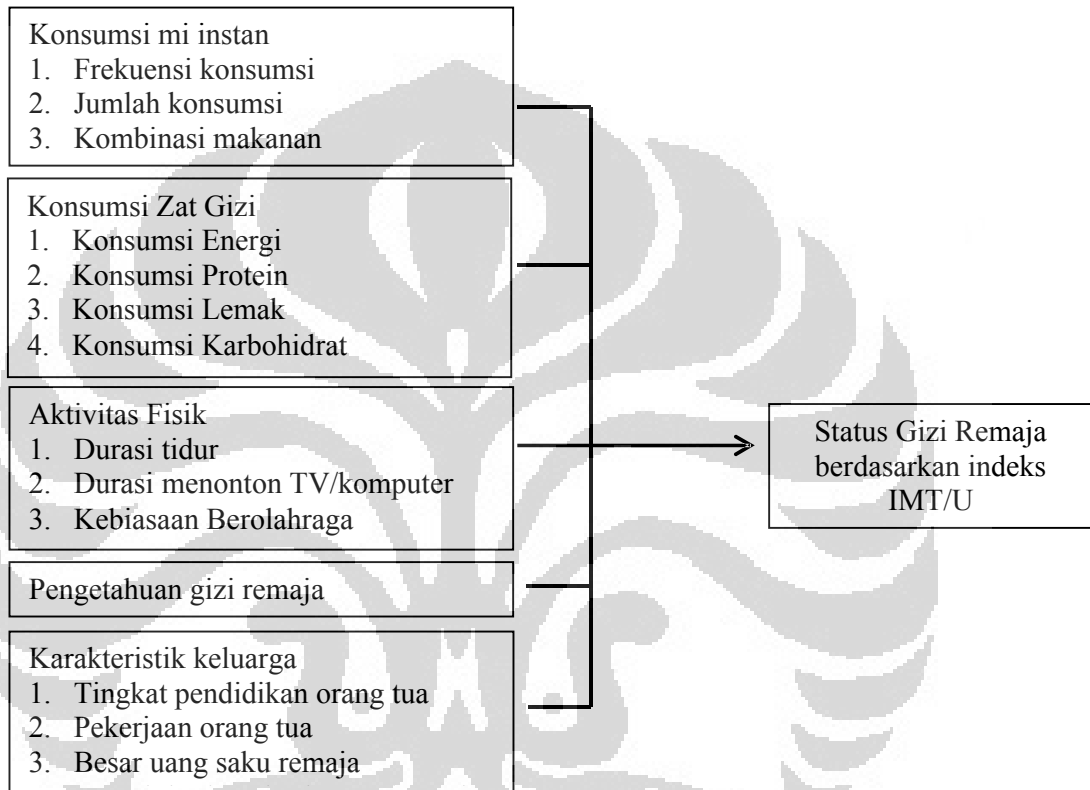 Konsumsi mi instan
1. Frekuensi konsumsi
2. Jumlah konsumsi
3. Kombinasi makanan
Konsumsi Zat Gizi
1. Konsumsi Energi
2. Konsumsi Protein
3. Konsumsi Lemak
4. Konsumsi Karbohidrat
Aktivitas Fisik
1. Durasi tidur
2. Durasi menonton TV/komputer
3. Kebiasaan Berolahraga
Pengetahuan gizi remaja
Karakteristik keluarga
1. Tingkat pendidikan orang tua
2. Pekerjaan orang tua
3. Besar uang saku remaja
Status Gizi Remaja
berdasarkan indeks
IMT/U